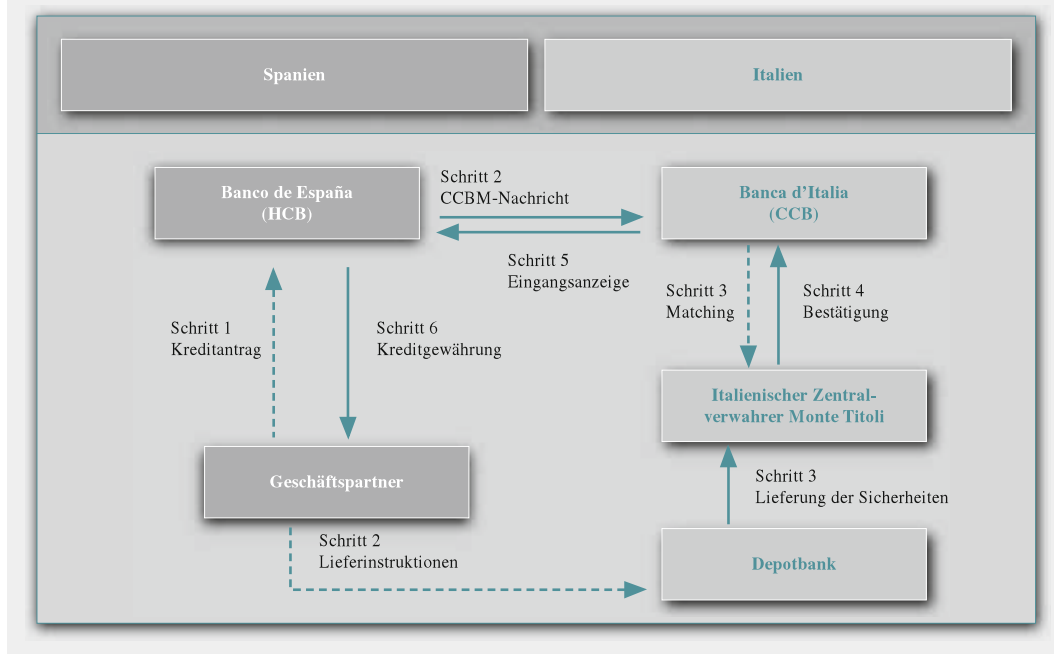 Spanien
Italien
Banco de España
(HCB)
Schritt 2
CCBM-Nachricht
Banca d'Italia
(CCB)
Schritt 5
Eingangsanzeige
Schritt 3
Matching
Schritt 4
Bestätigung
Schritt 1
Kreditantrag
Schritt 6
Kreditgewährung
Italienischer Zentral-
verwahrer Monte Titoli
Geschäftspartner
Schritt 3
Lieferung der Sicherheiten
Schritt 2
Lieferinstruktionen
Depotbank